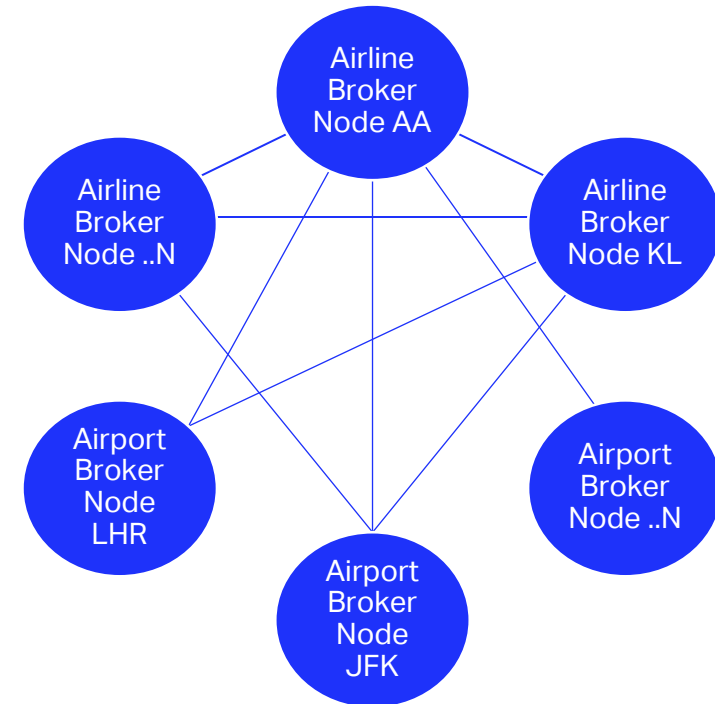 Airline
Broker
Node AA
Airline
Broker
Node ..N
Airline
Broker
Node KL
Airport
Broker
Node
LHR
Airport
Broker
Node ..N
Airport
Broker
Node
JFK